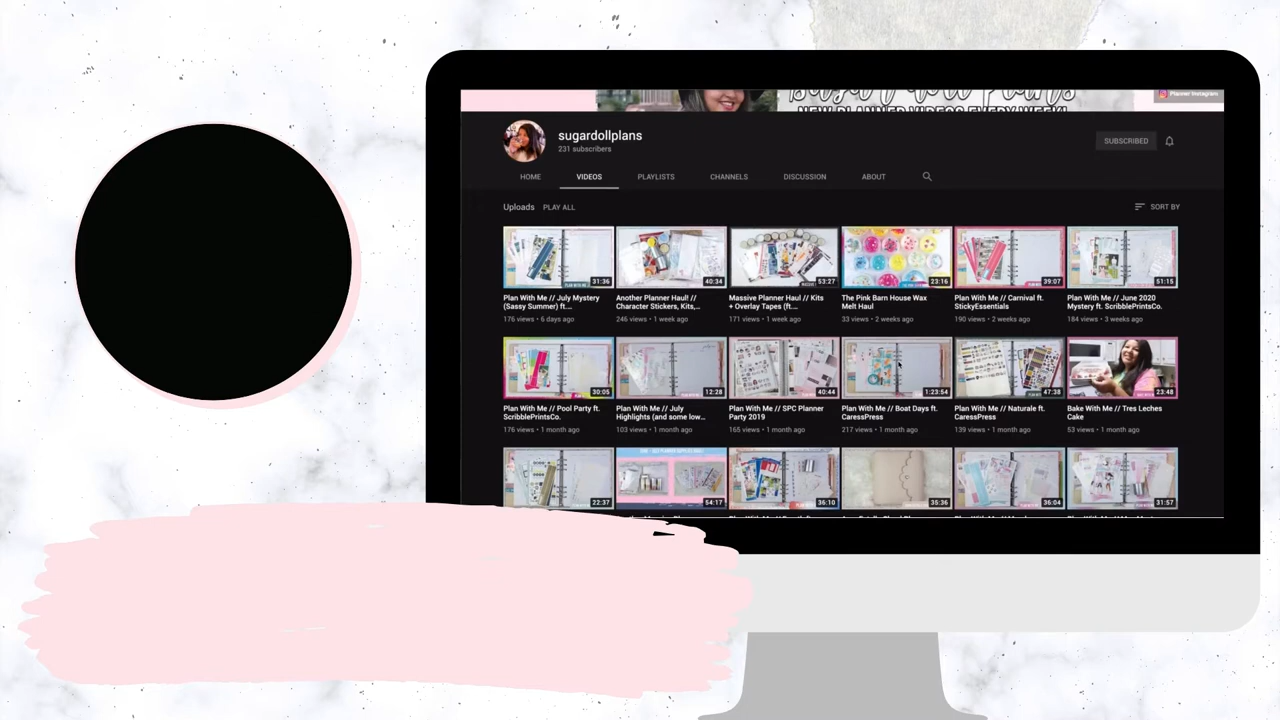 Planner Instagram
NEW PLANNER VIDEOS EVERY WEEK!
sugardollplans
231 subscribers
SUBSCRIBED
HOME
VIDEOS
PLAYLISTS
CHANNELS
DISCUSSION
ABOUT
Uploads
PLAY ALL
SORT BY
31:36
40:34
53:27
23:16
39:07
51:15
Plan With Me // July Mystery
(Sassy Summer) ft....
176 views • 6 days ago
Another Planner Haul! //
Character Stickers, Kits,...
246 views • 1 week ago
Massive Planner Haul // Kits
+ Overlay Tapes (ft....
171 views • 1 week ago
The Pink Barn House Wax
Melt Haul
33 views • 2 weeks ago
Plan With Me // Carnival ft.
StickyEssentials
190 views • 2 weeks ago
Plan With Me // June 2020
Mystery ft. ScribblePrintsCo.
184 views • 3 weeks ago
30:05
12:28
40:44
1:23:54
47:38
23:48
Plan With Me // Pool Party ft.
ScribblePrintsCo.
176 views • 1 month ago
Plan With Me // July
Highlights (and some low...
103 views • 1 month ago
Plan With Me // SPC Planner
Party 2019
165 views • 1 month ago
Plan With Me // Boat Days ft.
CaressPress
217 views • 1 month ago
Plan With Me // Naturale ft.
CaressPress
139 views • 1 month ago
Bake With Me // Tres Leches
Cake
53 views • 1 month ago
22:37
54:17
36:10
35:36
36:04
31:57